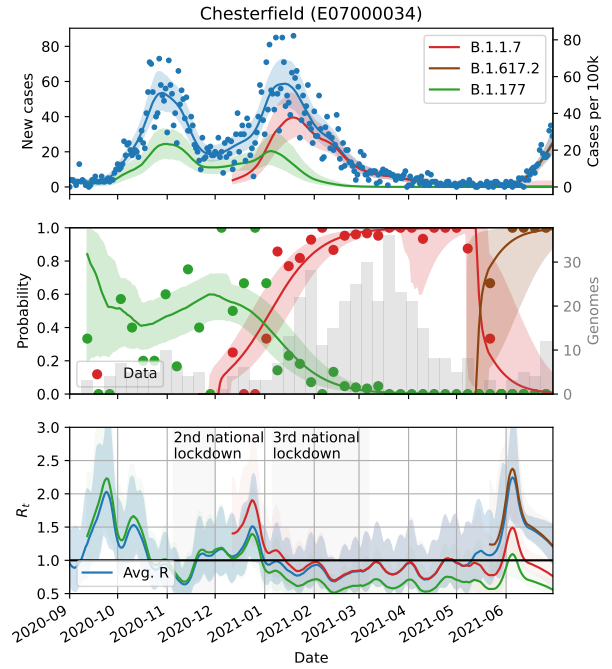 Chesterfield (E07000034)
New cases
80
60
40
20
0
B.1.1.7
B.1.617.2
B.1.177
80
60
40
20
0
Cases per 100k
Probability
1.0
0.8
0.6
0.4
0.2
0.0
Data
30
20
10
0
Genomes
R_t
3.0
2.5
2.0
1.5
1.0
0.5
2nd national
lockdown
3rd national
lockdown
Avg. R
2020-09
2020-10
2020-11
2020-12
2021-01
2021-02
2021-03
2021-04
2021-05
2021-06
Date